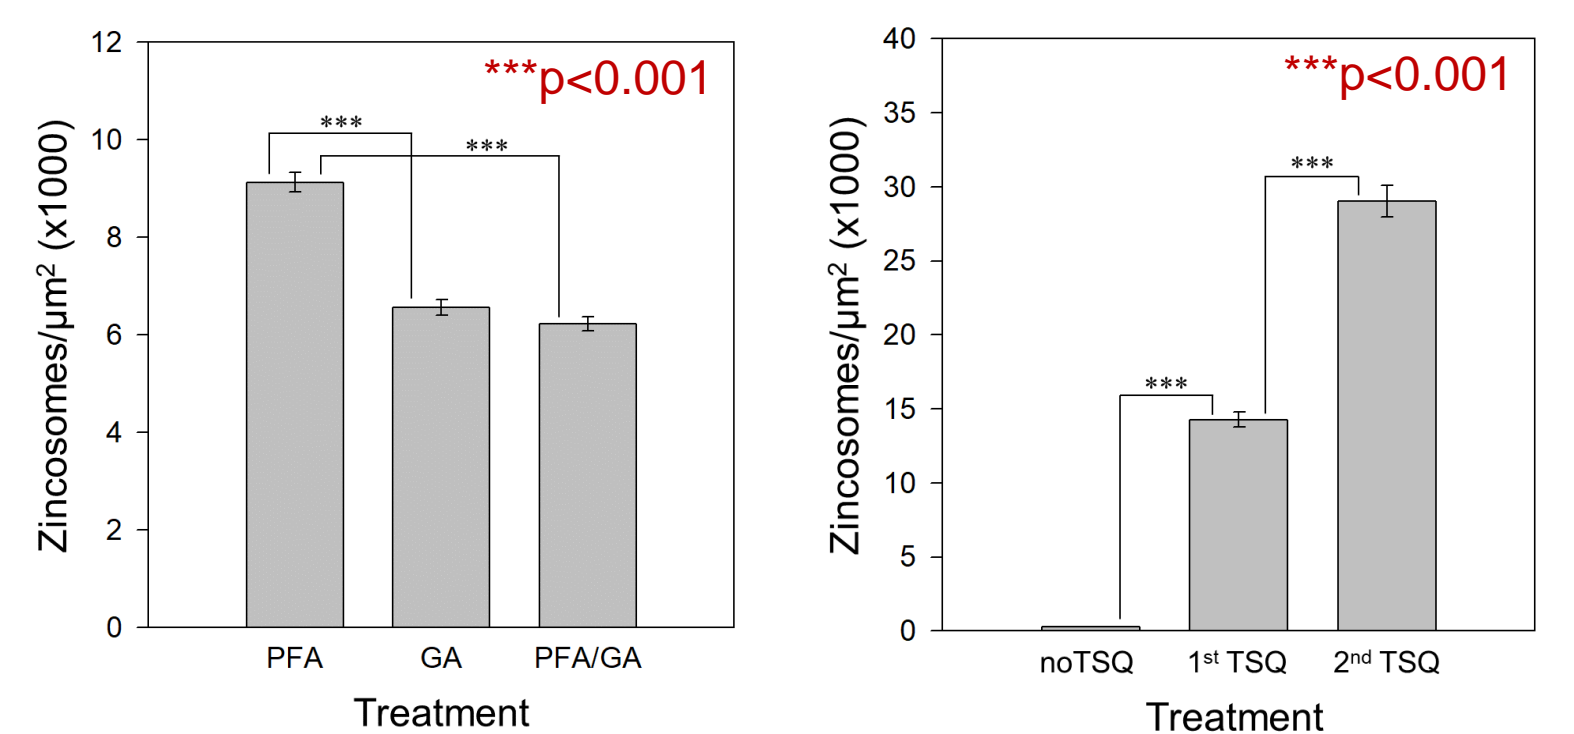 12
10
8
6
4
2
0
Zincosomes/µm² (x1000)
***p<0.001
***
***
PFA
GA
PFA/GA
Treatment
40
35
30
25
20
15
10
5
0
Zincosomes/µm² (x1000)
***p<0.001
***
***
noTSQ
1st TSQ
2nd TSQ
Treatment